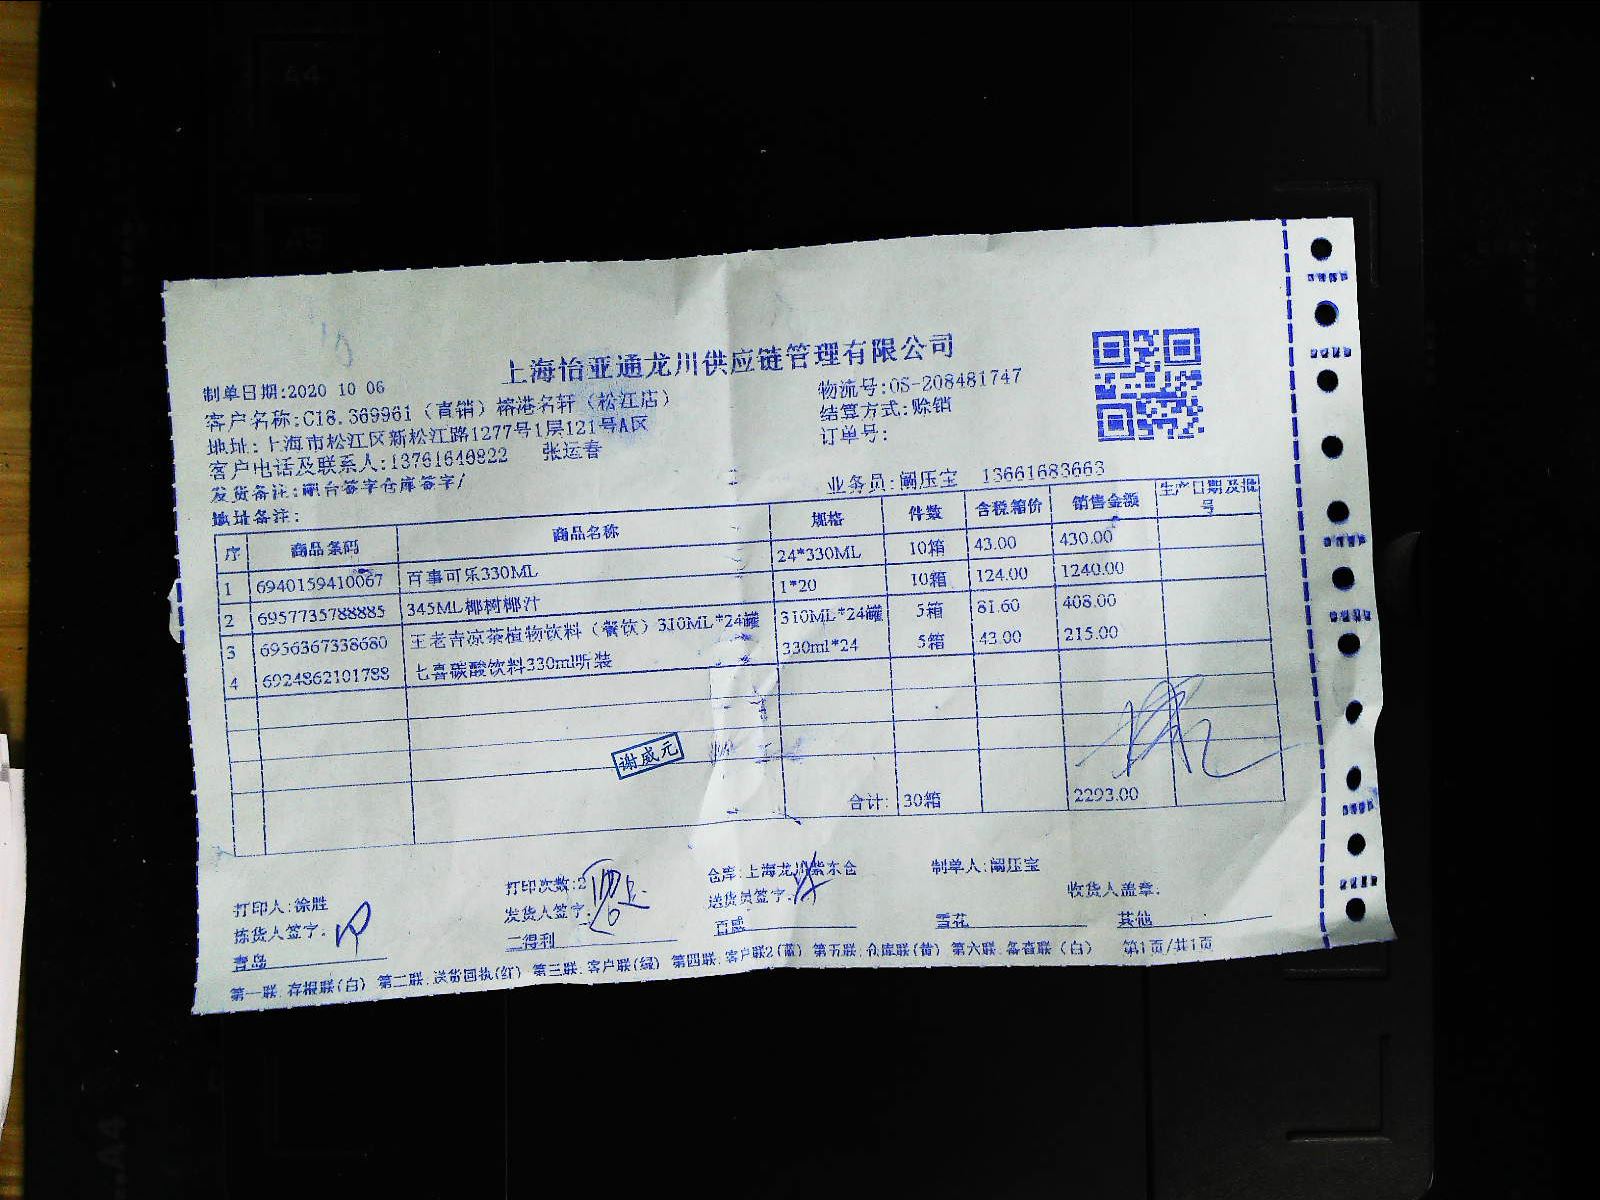 上海怡亚通龙川供应链管理有限公司
制单日期:2020 10 06
物流号:OS-208481747
客户名称:C18.369961（直销）榕港名轩（松江店）
结算方式:赊销
地址:上海市松江区新松江路1277号1层121号A区
订单号:
客户电话及联系人:13761640822 张运春
业务员:阚压宝 13661683663
发货备注:前台签字仓库签字/
地址备注:
序 商品条码 商品名称 规格 件数 含税箱价 销售金额 生产日期及批号
1 6940159410067 百事可乐330ML 24*330ML 10箱 43.00 430.00
2 6957735788885 345ML椰树椰汁 1*20 10箱 124.00 1240.00
3 6956367338680 王老吉凉茶植物饮料（餐饮）310ML*24罐 310ML*24罐 5箱 81.60 408.00
4 6924862101788 七喜碳酸饮料330ml听装 330ml*24 5箱 43.00 215.00
谢威元
合计: 30箱 2293.00
打印人:徐胜 打印次数:2 仓库:上海龙川紫东仓 制单人:阚压宝
拣货人签字: 发货人签字: 送货员签字: 收货人盖章:
青岛 三得利 百威 雪花 其他
第一联.存根联(白) 第二联.送货回执(红) 第三联.客户联(绿) 第四联.客户联2(蓝) 第五联.仓库联(黄) 第六联.备查联(白) 第1页/共1页
A4
A5
A4